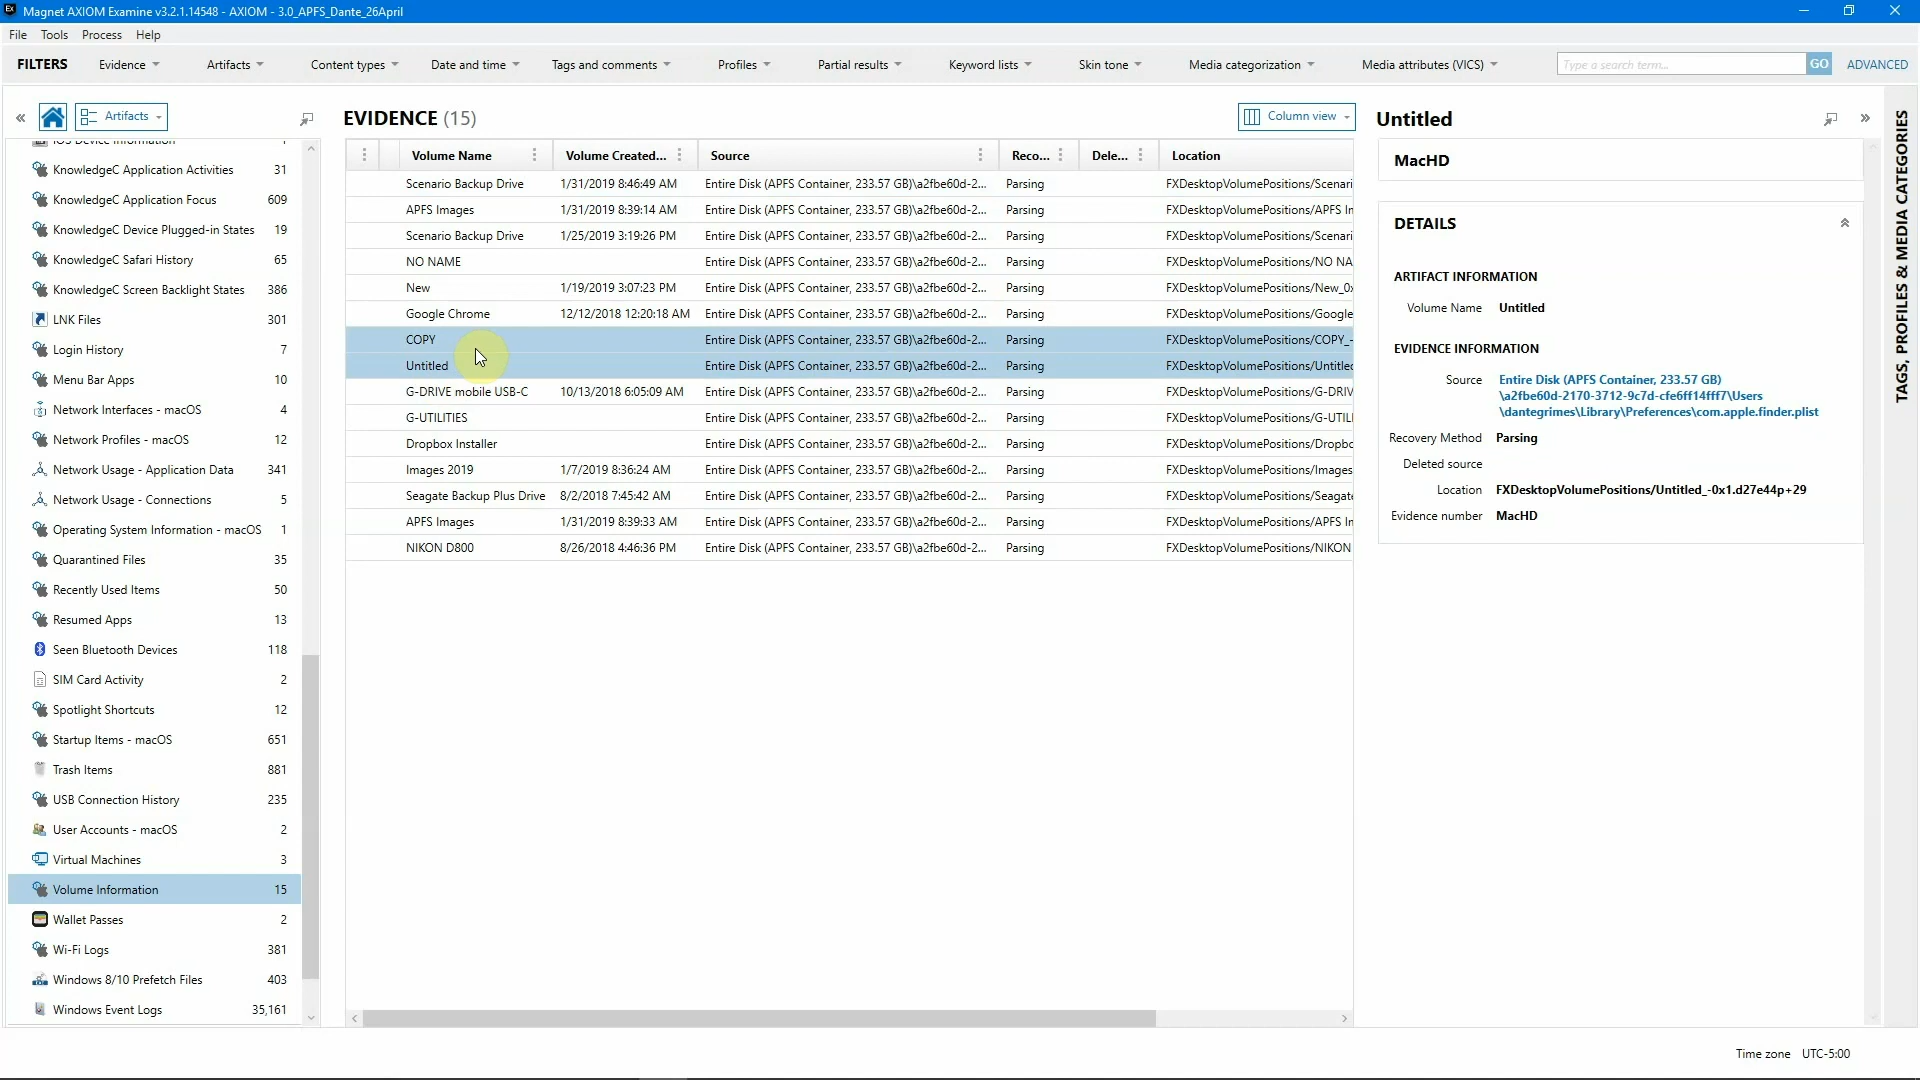 Magnet AXIOM Examine v3.2.1.14548 - AXIOM - 3.0_APFS_Dante_26April
File Tools Process Help
FILTERS Evidence Artifacts Content types Date and time Tags and comments Profiles Partial results Keyword lists Skin tone Media categorization Media attributes (VICS) Type a search term... GO ADVANCED
Artifacts
KnowledgeC Application Activities 31
KnowledgeC Application Focus 609
KnowledgeC Device Plugged-in States 19
KnowledgeC Safari History 65
KnowledgeC Screen Backlight States 386
LNK Files 301
Login History 7
Menu Bar Apps 10
Network Interfaces - macOS 4
Network Profiles - macOS 12
Network Usage - Application Data 341
Network Usage - Connections 5
Operating System Information - macOS 1
Quarantined Files 35
Recently Used Items 50
Resumed Apps 13
Seen Bluetooth Devices 118
SIM Card Activity 2
Spotlight Shortcuts 12
Startup Items - macOS 651
Trash Items 881
USB Connection History 235
User Accounts - macOS 2
Virtual Machines 3
Volume Information 15
Wallet Passes 2
Wi-Fi Logs 381
Windows 8/10 Prefetch Files 403
Windows Event Logs 35,161
EVIDENCE (15)
Column view
Volume Name Volume Created... Source Reco... Dele... Location
Scenario Backup Drive 1/31/2019 8:46:49 AM Entire Disk (APFS Container, 233.57 GB)\a2fbe60d-2... Parsing FXDesktopVolumePositions/Scenari
APFS Images 1/31/2019 8:39:14 AM Entire Disk (APFS Container, 233.57 GB)\a2fbe60d-2... Parsing FXDesktopVolumePositions/APFS In
Scenario Backup Drive 1/25/2019 3:19:26 PM Entire Disk (APFS Container, 233.57 GB)\a2fbe60d-2... Parsing FXDesktopVolumePositions/Scenari
NO NAME Entire Disk (APFS Container, 233.57 GB)\a2fbe60d-2... Parsing FXDesktopVolumePositions/NO NA
New 1/19/2019 3:07:23 PM Entire Disk (APFS Container, 233.57 GB)\a2fbe60d-2... Parsing FXDesktopVolumePositions/New_0x
Google Chrome 12/12/2018 12:20:18 AM Entire Disk (APFS Container, 233.57 GB)\a2fbe60d-2... Parsing FXDesktopVolumePositions/Google
COPY Entire Disk (APFS Container, 233.57 GB)\a2fbe60d-2... Parsing FXDesktopVolumePositions/COPY_-
Untitled Entire Disk (APFS Container, 233.57 GB)\a2fbe60d-2... Parsing FXDesktopVolumePositions/Untitled
G-DRIVE mobile USB-C 10/13/2018 6:05:09 AM Entire Disk (APFS Container, 233.57 GB)\a2fbe60d-2... Parsing FXDesktopVolumePositions/G-DRIV
G-UTILITIES Entire Disk (APFS Container, 233.57 GB)\a2fbe60d-2... Parsing FXDesktopVolumePositions/G-UTILI
Dropbox Installer Entire Disk (APFS Container, 233.57 GB)\a2fbe60d-2... Parsing FXDesktopVolumePositions/Dropbo
Images 2019 1/7/2019 8:36:24 AM Entire Disk (APFS Container, 233.57 GB)\a2fbe60d-2... Parsing FXDesktopVolumePositions/Images
Seagate Backup Plus Drive 8/2/2018 7:45:42 AM Entire Disk (APFS Container, 233.57 GB)\a2fbe60d-2... Parsing FXDesktopVolumePositions/Seagate
APFS Images 1/31/2019 8:39:33 AM Entire Disk (APFS Container, 233.57 GB)\a2fbe60d-2... Parsing FXDesktopVolumePositions/APFS In
NIKON D800 8/26/2018 4:46:36 PM Entire Disk (APFS Container, 233.57 GB)\a2fbe60d-2... Parsing FXDesktopVolumePositions/NIKON
Untitled
MacHD
DETAILS
ARTIFACT INFORMATION
Volume Name Untitled
EVIDENCE INFORMATION
Source Entire Disk (APFS Container, 233.57 GB)
\a2fbe60d-2170-3712-9c7d-cfe6ff14fff7\Users
\dantegrimes\Library\Preferences\com.apple.finder.plist
Recovery Method Parsing
Deleted source
Location FXDesktopVolumePositions/Untitled_-0x1.d27e44p+29
Evidence number MacHD
TAGS, PROFILES & MEDIA CATEGORIES
Time zone UTC-5:00